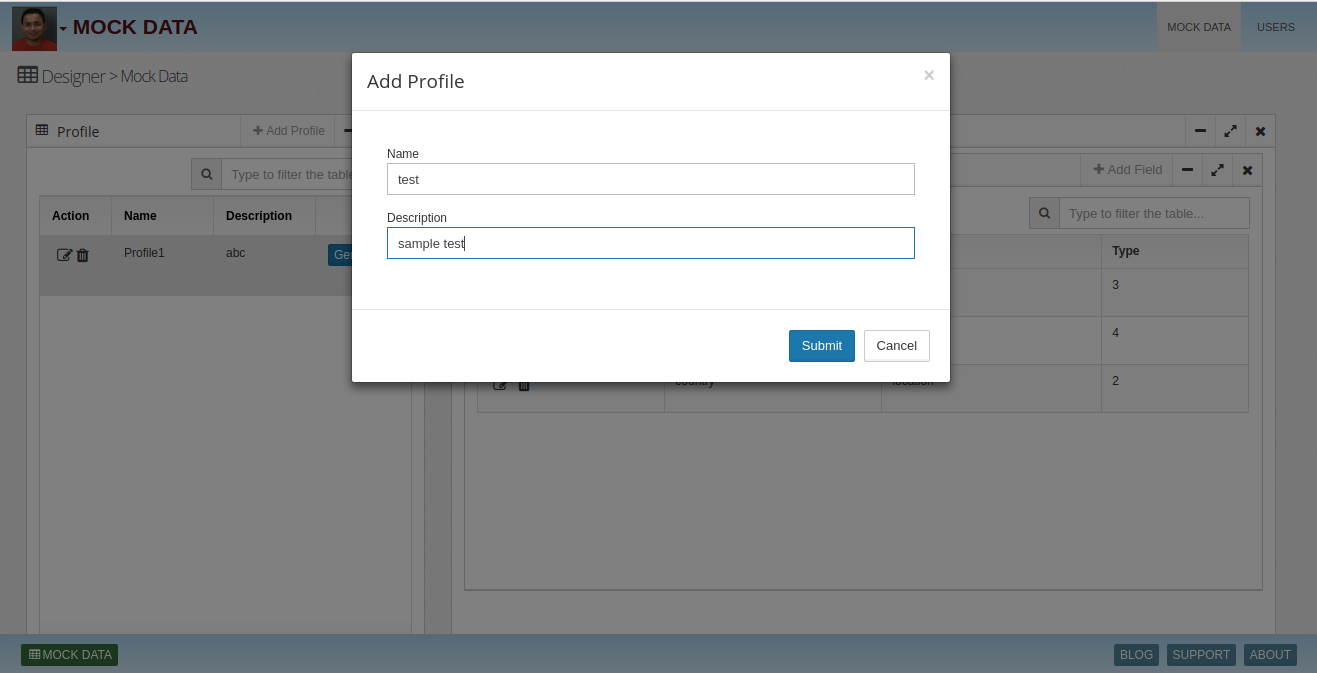 MOCK DATA
MOCK DATA
USERS
Designer > Mock Data
Add Profile
×
Name
test
Description
sample test
Submit
Cancel
Profile
Add Profile
Type to filter the table
Action
Name
Description
Profile1
abc
Ge
Add Field
Type to filter the table...
Type
3
4
country
location
2
MOCK DATA
BLOG
SUPPORT
ABOUT